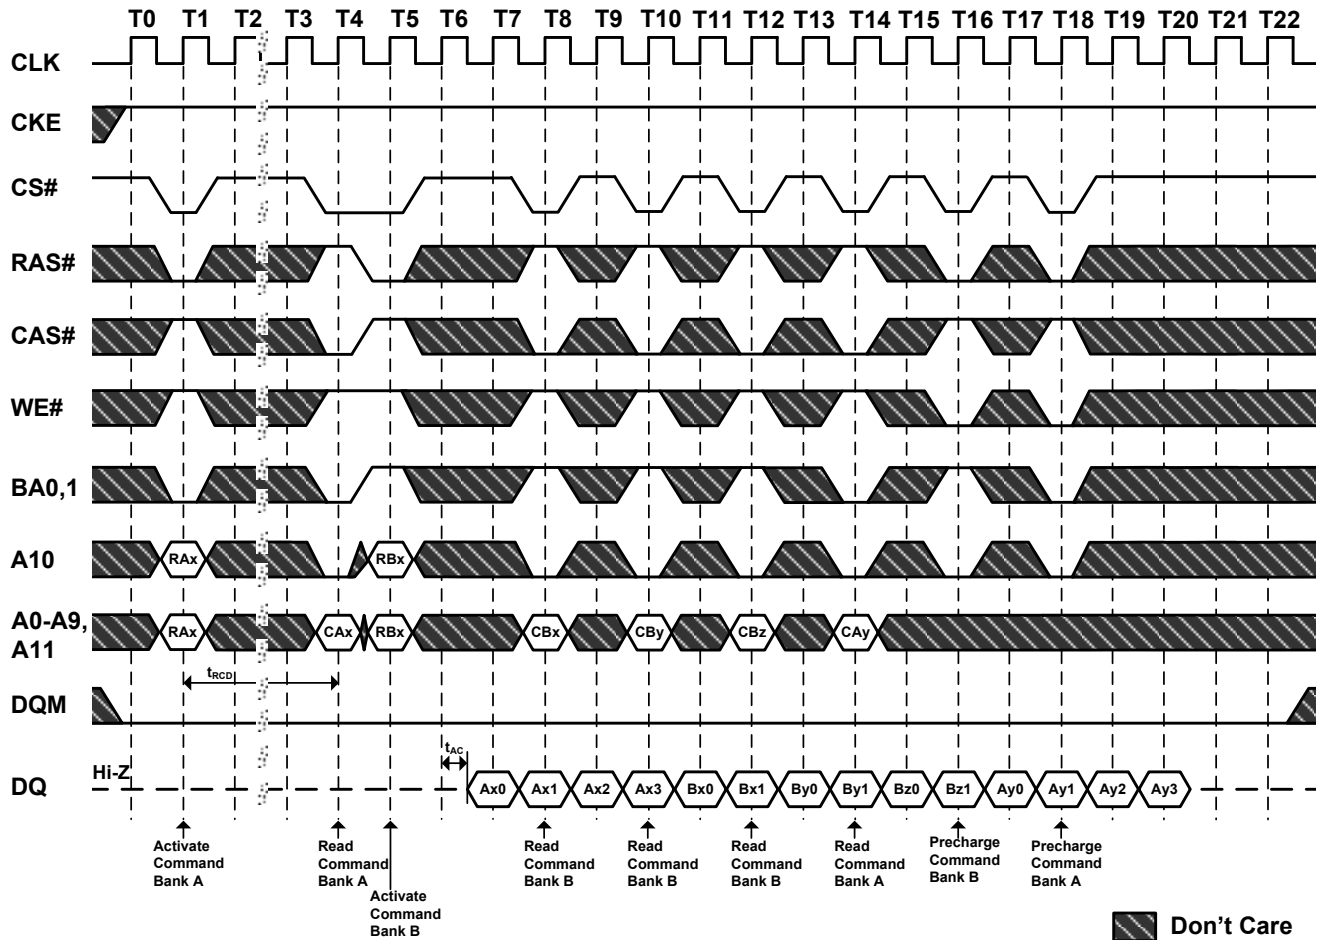 T0 T1 T2 T3 T4 T5 T6 T7 T8 T9 T10 T11 T12 T13 T14 T15 T16 T17 T18 T19 T20 T21 T22
CLK
CKE
CS#
RAS#
CAS#
WE#
BA0,1
A10
RAx RBx
A0-A9,
A11
RAx CAx RBx CBx CBy CBz CAy
tRCD
DQM
tAC
Hi-Z
DQ
Ax0 Ax1 Ax2 Ax3 Bx0 Bx1 By0 By1 Bz0 Bz1 Ay0 Ay1 Ay2 Ay3
Activate
Command
Bank A
Read
Command
Bank A
Activate
Command
Bank B
Read
Command
Bank B
Read
Command
Bank B
Read
Command
Bank B
Read
Command
Bank A
Precharge
Command
Bank B
Precharge
Command
Bank A
Don't Care